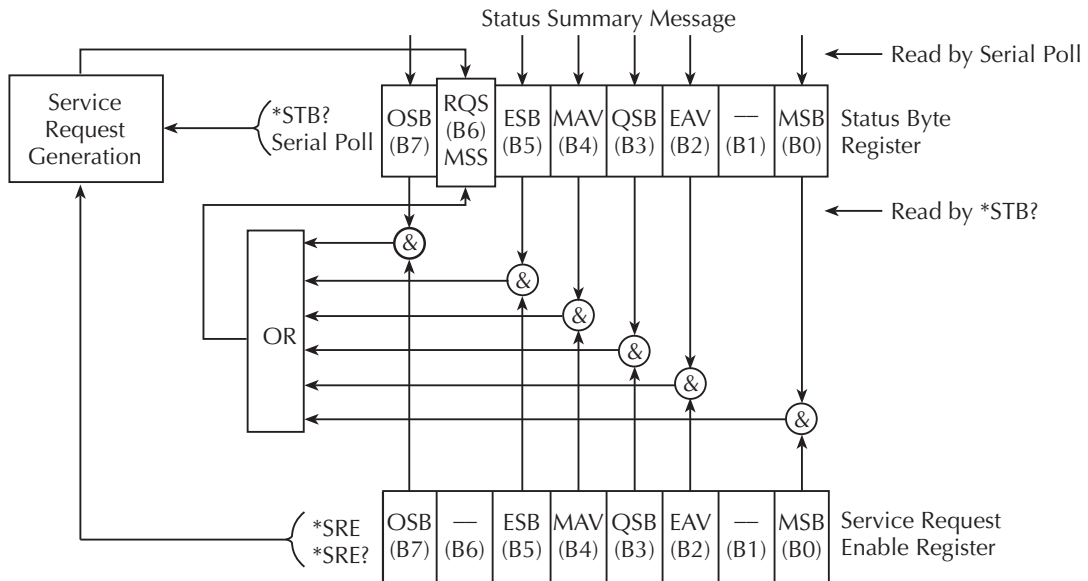 Status Summary Message
Read by Serial Poll
Service
Request
Generation
*STB?
Serial Poll
OSB
(B7)
RQS
(B6)
MSS
ESB
(B5)
MAV
(B4)
QSB
(B3)
EAV
(B2)
—
(B1)
MSB
(B0)
Status Byte
Register
Read by *STB?
&
&
&
OR
&
&
&
*SRE
*SRE?
OSB
(B7)
—
(B6)
ESB
(B5)
MAV
(B4)
QSB
(B3)
EAV
(B2)
—
(B1)
MSB
(B0)
Service Request
Enable Register